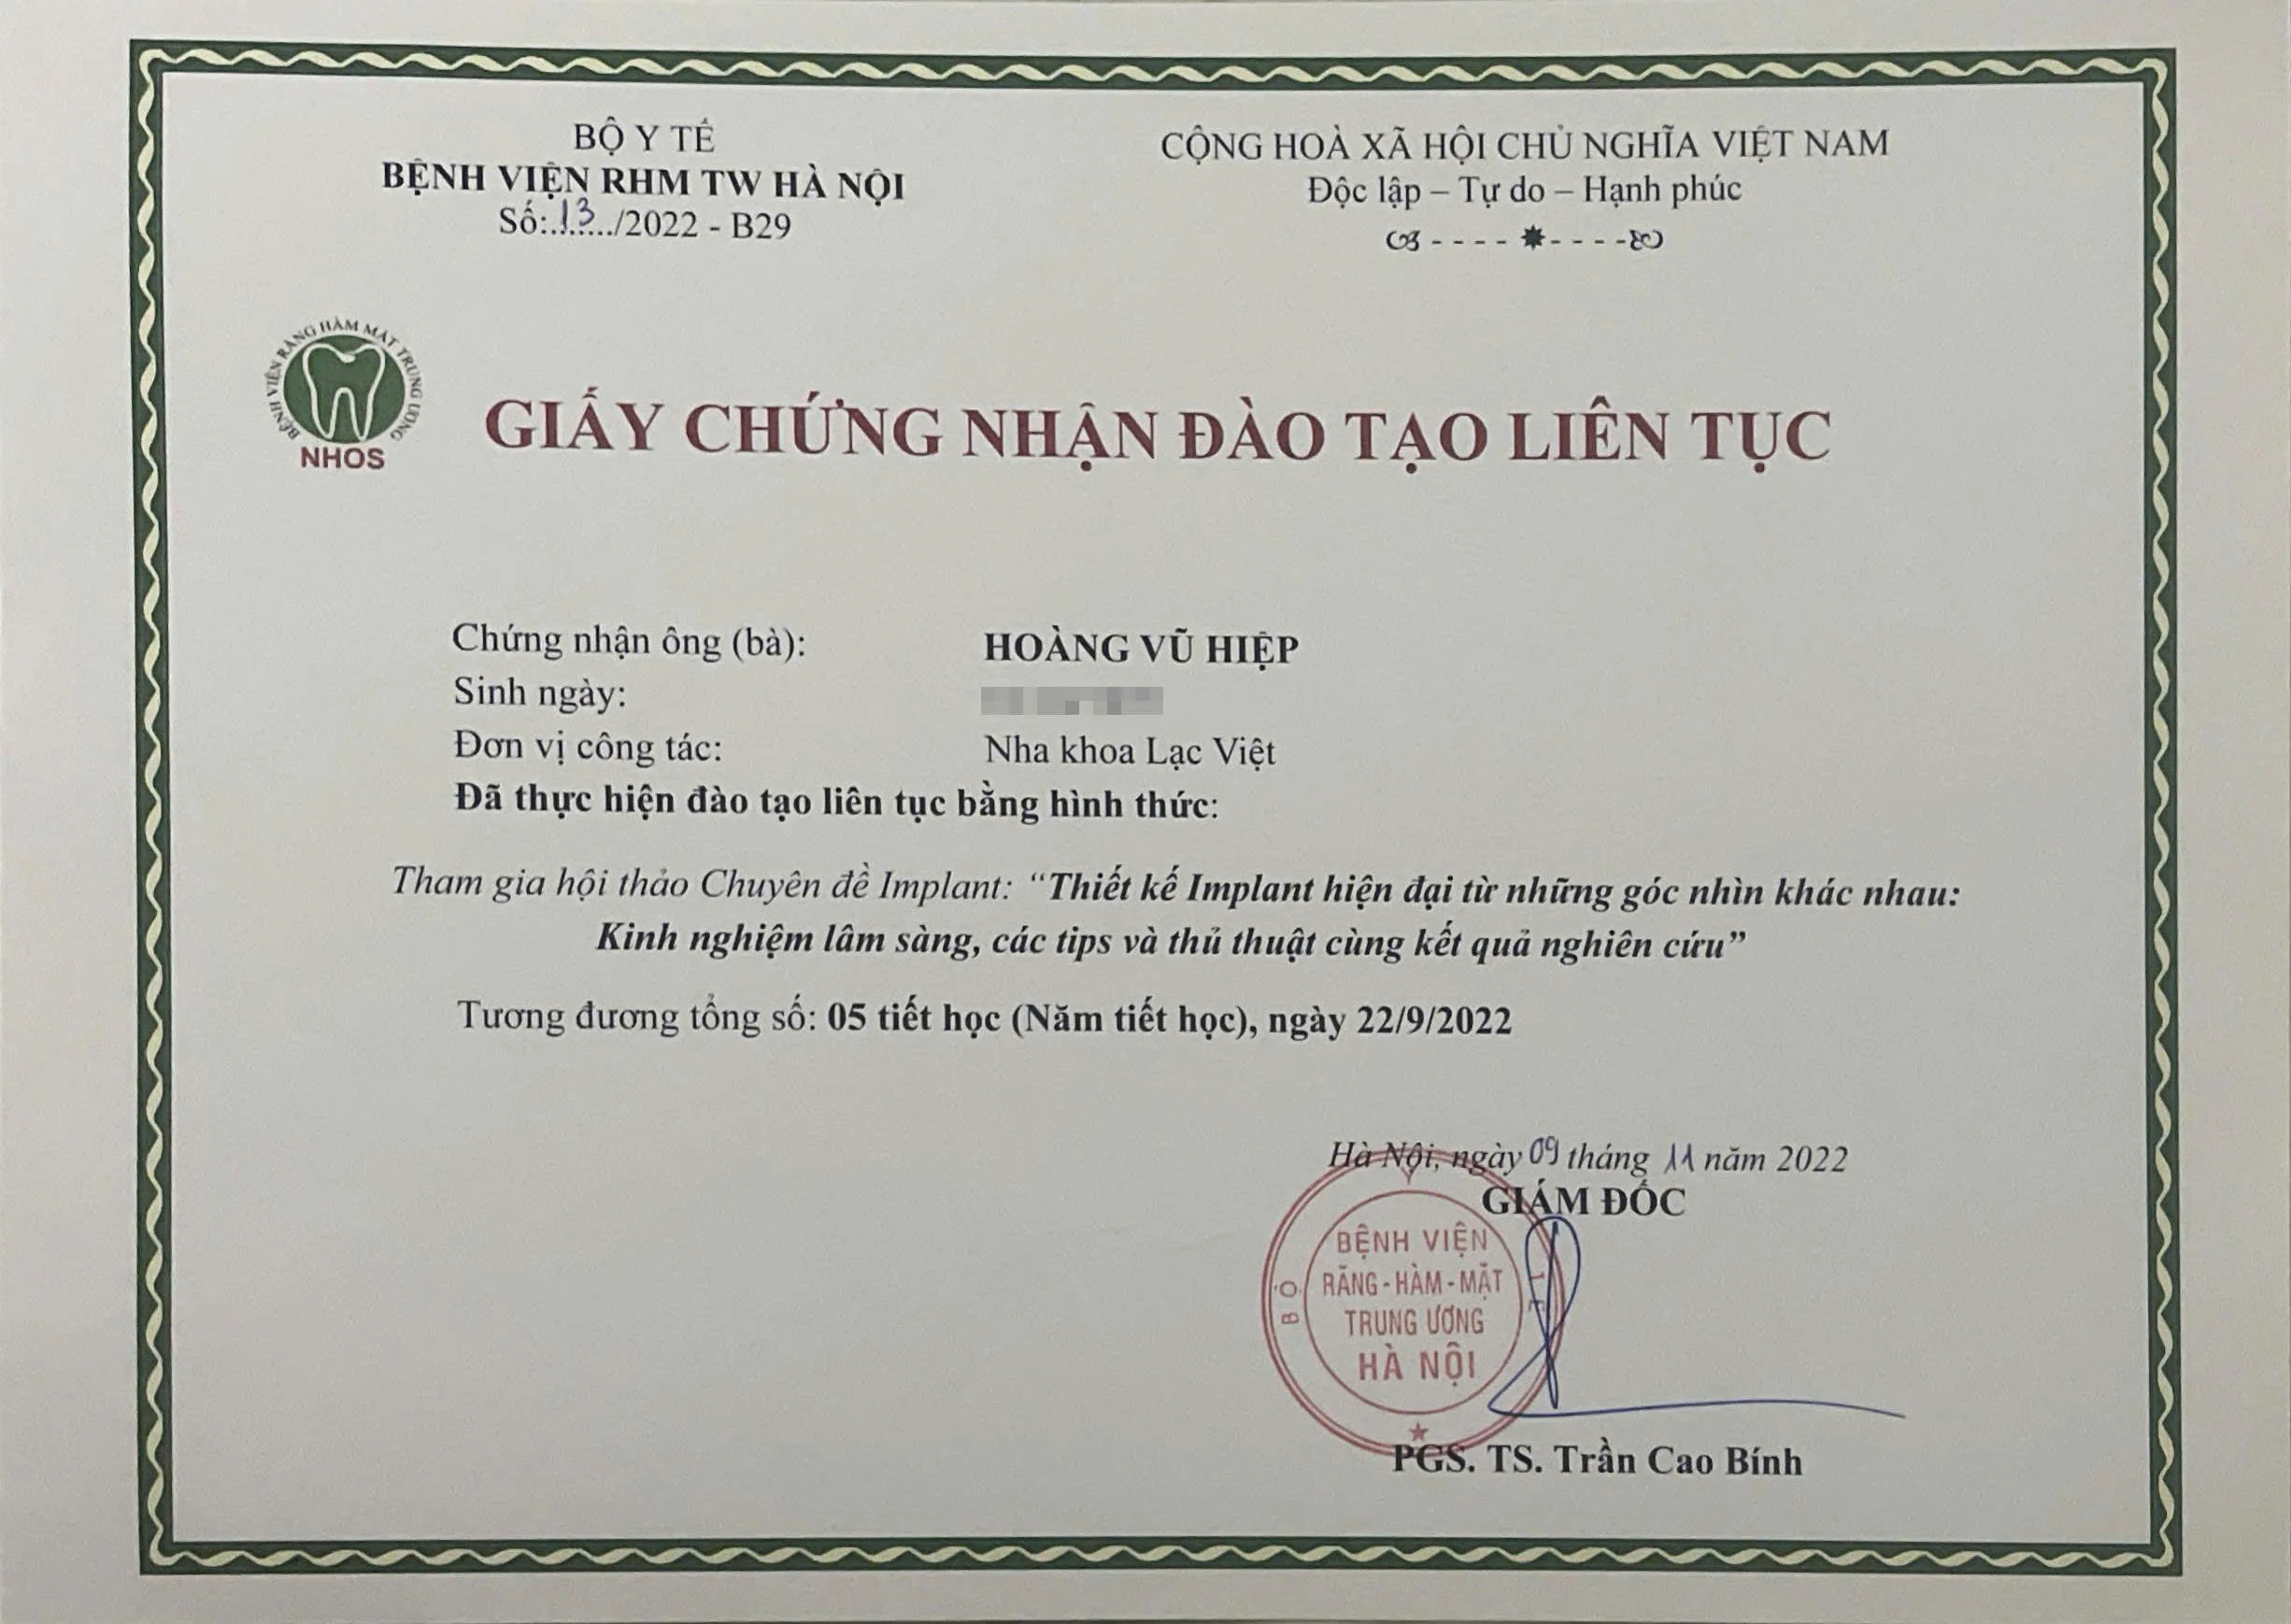 BỘ Y TẾ
BỆNH VIỆN RHM TW HÀ NỘI
Số:.13.../2022 - B29
CỘNG HOÀ XÃ HỘI CHỦ NGHĨA VIỆT NAM
Độc lập – Tự do – Hạnh phúc
BỆNH VIỆN RĂNG HÀM MẶT TRUNG ƯƠNG
NHOS
GIẤY CHỨNG NHẬN ĐÀO TẠO LIÊN TỤC
Chứng nhận ông (bà): HOÀNG VŨ HIỆP
Sinh ngày:
Đơn vị công tác: Nha khoa Lạc Việt
Đã thực hiện đào tạo liên tục bằng hình thức:
Tham gia hội thảo Chuyên đề Implant: “Thiết kế Implant hiện đại từ những góc nhìn khác nhau:
Kinh nghiệm lâm sàng, các tips và thủ thuật cùng kết quả nghiên cứu”
Tương đương tổng số: 05 tiết học (Năm tiết học), ngày 22/9/2022
Hà Nội, ngày 09 tháng 11 năm 2022
GIÁM ĐỐC
BỘ
BỆNH VIỆN
RĂNG-HÀM-MẶT
TRUNG ƯƠNG
HÀ NỘI
PGS. TS. Trần Cao Bính